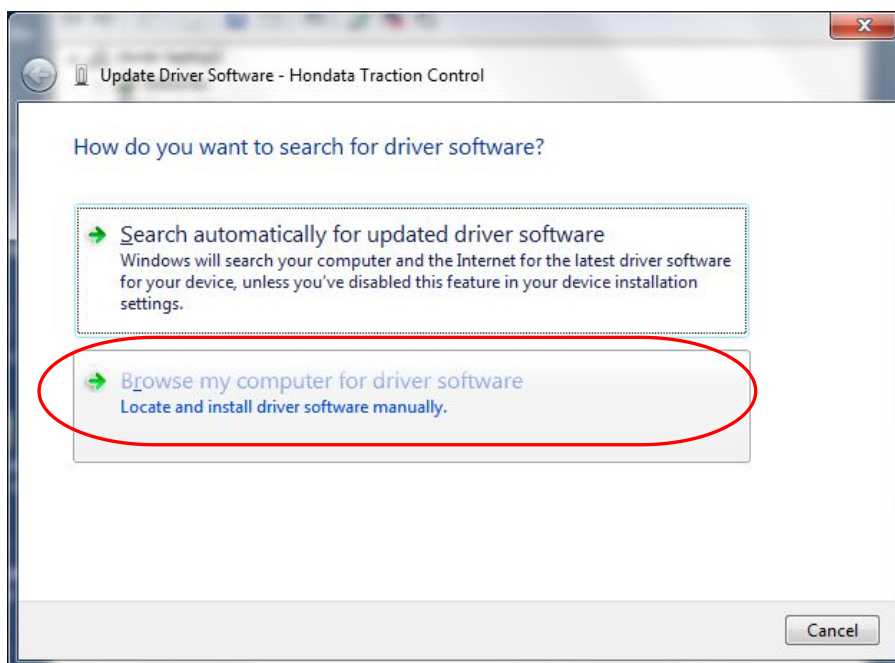 Update Driver Software - Hondata Traction Control
How do you want to search for driver software?
Search automatically for updated driver software
Windows will search your computer and the Internet for the latest driver software
for your device, unless you've disabled this feature in your device installation
settings.
Browse my computer for driver software
Locate and install driver software manually.
Cancel